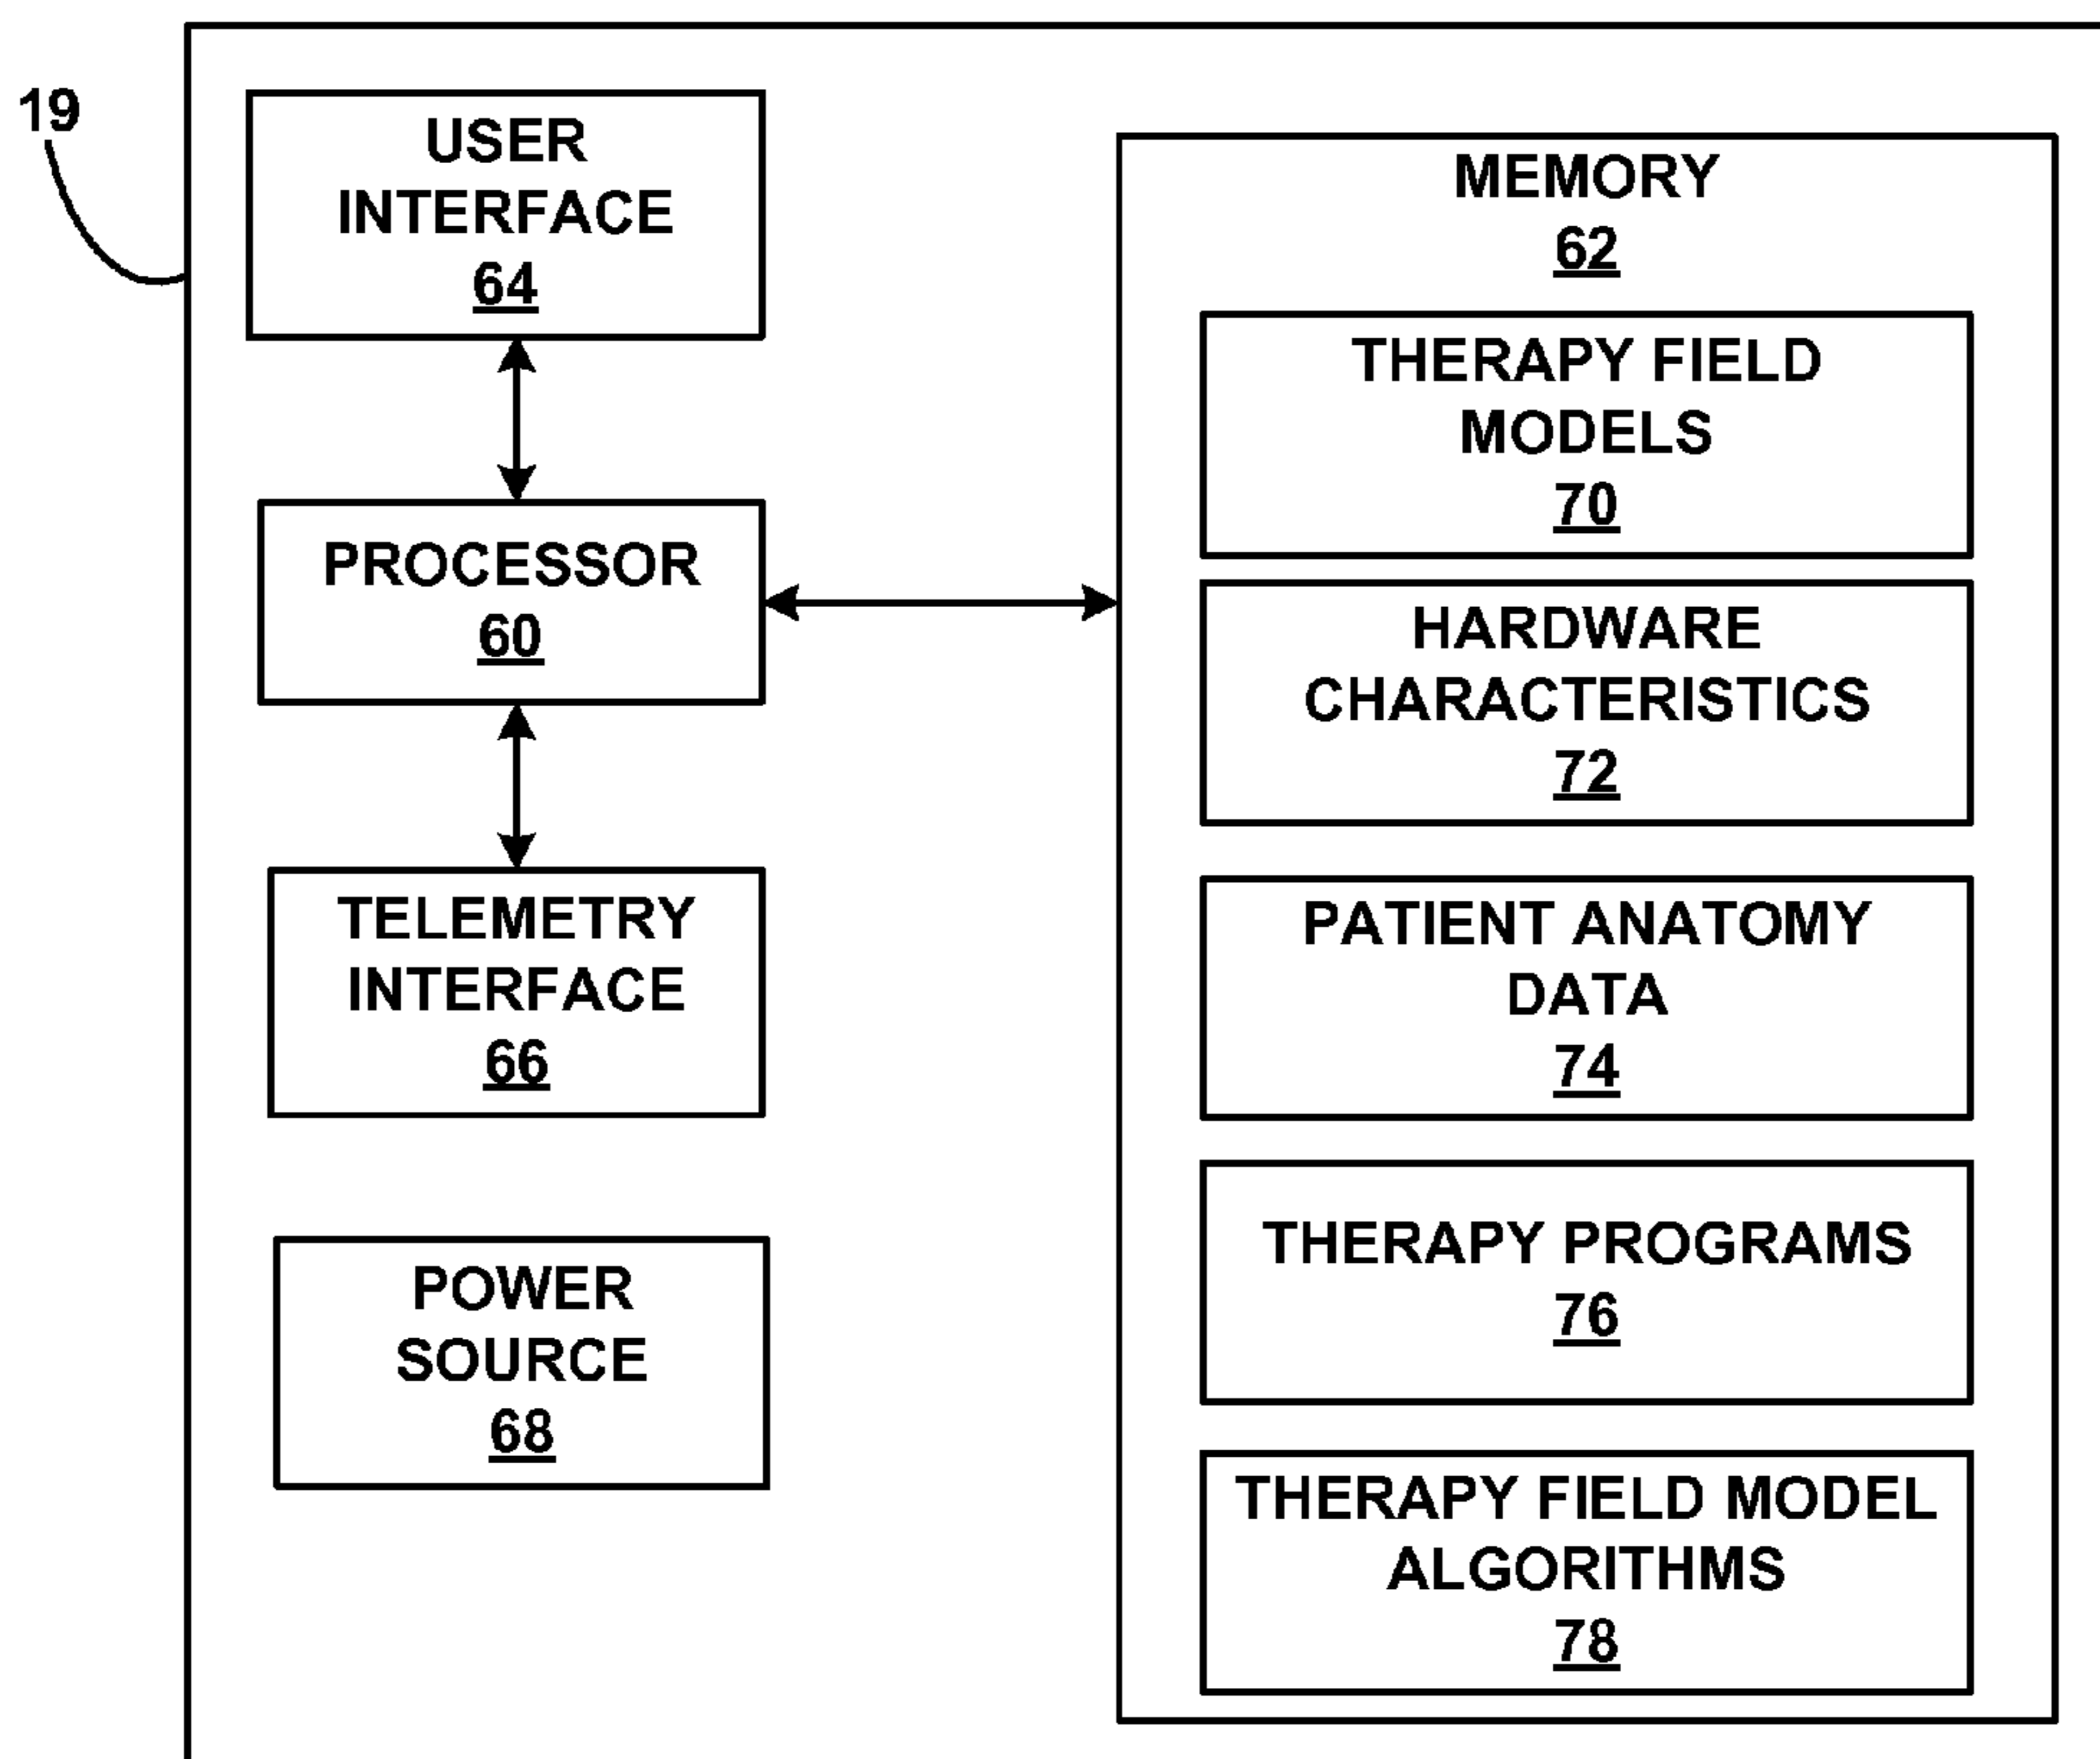 19
USER
INTERFACE
64
PROCESSOR
60
TELEMETRY
INTERFACE
66
POWER
SOURCE
68
MEMORY
62
THERAPY FIELD
MODELS
70
HARDWARE
CHARACTERISTICS
72
PATIENT ANATOMY
DATA
74
THERAPY PROGRAMS
76
THERAPY FIELD MODEL
ALGORITHMS
78